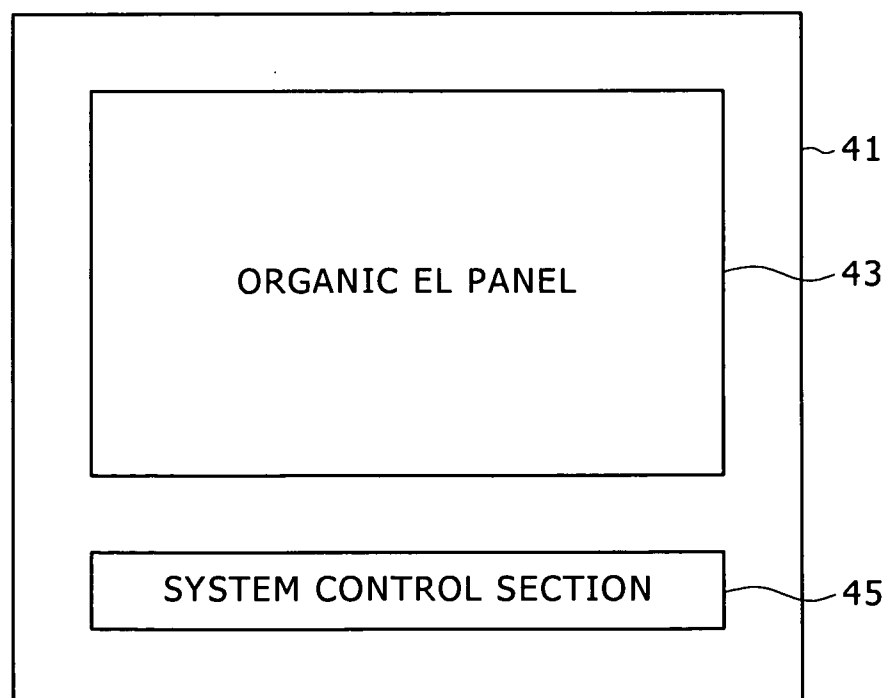 41
ORGANIC EL PANEL
43
SYSTEM CONTROL SECTION
45